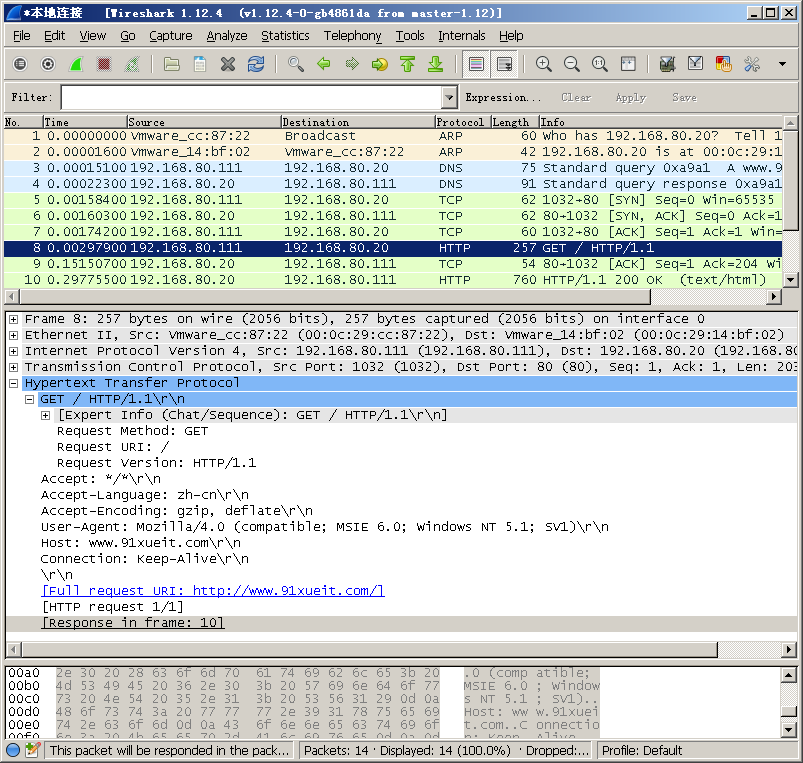 *本地连接 [Wireshark 1.12.4 (v1.12.4-0-gb4861da from master-1.12)]
File Edit View Go Capture Analyze Statistics Telephony Tools Internals Help
Filter: Expression... Clear Apply Save
No. Time Source Destination Protocol Length Info
1 0.00000000 Vmware_cc:87:22 Broadcast ARP 60 Who has 192.168.80.20? Tell 1
2 0.00001600 Vmware_14:bf:02 Vmware_cc:87:22 ARP 42 192.168.80.20 is at 00:0c:29:1
3 0.00015100 192.168.80.111 192.168.80.20 DNS 75 Standard query 0xa9a1 A www.9
4 0.00022300 192.168.80.20 192.168.80.111 DNS 91 Standard query response 0xa9a1
5 0.00158400 192.168.80.111 192.168.80.20 TCP 62 1032→80 [SYN] Seq=0 Win=65535
6 0.00160300 192.168.80.20 192.168.80.111 TCP 62 80→1032 [SYN, ACK] Seq=0 Ack=1
7 0.00174200 192.168.80.111 192.168.80.20 TCP 60 1032→80 [ACK] Seq=1 Ack=1 Win=
8 0.00297900 192.168.80.111 192.168.80.20 HTTP 257 GET / HTTP/1.1
9 0.15150700 192.168.80.20 192.168.80.111 TCP 54 80→1032 [ACK] Seq=1 Ack=204 Wi
10 0.29775500 192.168.80.20 192.168.80.111 HTTP 760 HTTP/1.1 200 OK (text/html)
Frame 8: 257 bytes on wire (2056 bits), 257 bytes captured (2056 bits) on interface 0
Ethernet II, Src: Vmware_cc:87:22 (00:0c:29:cc:87:22), Dst: Vmware_14:bf:02 (00:0c:29:14:bf:02)
Internet Protocol Version 4, Src: 192.168.80.111 (192.168.80.111), Dst: 192.168.80.20 (192.168.80
Transmission Control Protocol, Src Port: 1032 (1032), Dst Port: 80 (80), Seq: 1, Ack: 1, Len: 203
Hypertext Transfer Protocol
GET / HTTP/1.1\r\n
[Expert Info (Chat/Sequence): GET / HTTP/1.1\r\n]
Request Method: GET
Request URI: /
Request Version: HTTP/1.1
Accept: */*\r\n
Accept-Language: zh-cn\r\n
Accept-Encoding: gzip, deflate\r\n
User-Agent: Mozilla/4.0 (compatible; MSIE 6.0; Windows NT 5.1; SV1)\r\n
Host: www.91xueit.com\r\n
Connection: Keep-Alive\r\n
\r\n
[Full request URI: http://www.91xueit.com/]
[HTTP request 1/1]
[Response in frame: 10]
00a0 2e 30 20 28 63 6f 6d 70 61 74 69 62 6c 65 3b 20 .0 (comp atible;
00b0 4d 53 49 45 20 36 2e 30 3b 20 57 69 6e 64 6f 77 MSIE 6.0 ; Window
00c0 73 20 4e 54 20 35 2e 31 3b 20 53 56 31 29 0d 0a s NT 5.1 ; SV1)..
00d0 48 6f 73 74 3a 20 77 77 77 2e 39 31 78 75 65 69 Host: ww w.91xuei
00e0 74 2e 63 6f 6d 0d 0a 43 6f 6e 6e 65 63 74 69 6f t.com..C onnectio
00f0 6e 3a 20 4b 65 65 70 2d 41 6c 69 76 65 0d 0a 0d n: Keep- Alive...
This packet will be responded in the pack... Packets: 14 · Displayed: 14 (100.0%) · Dropped:... Profile: Default